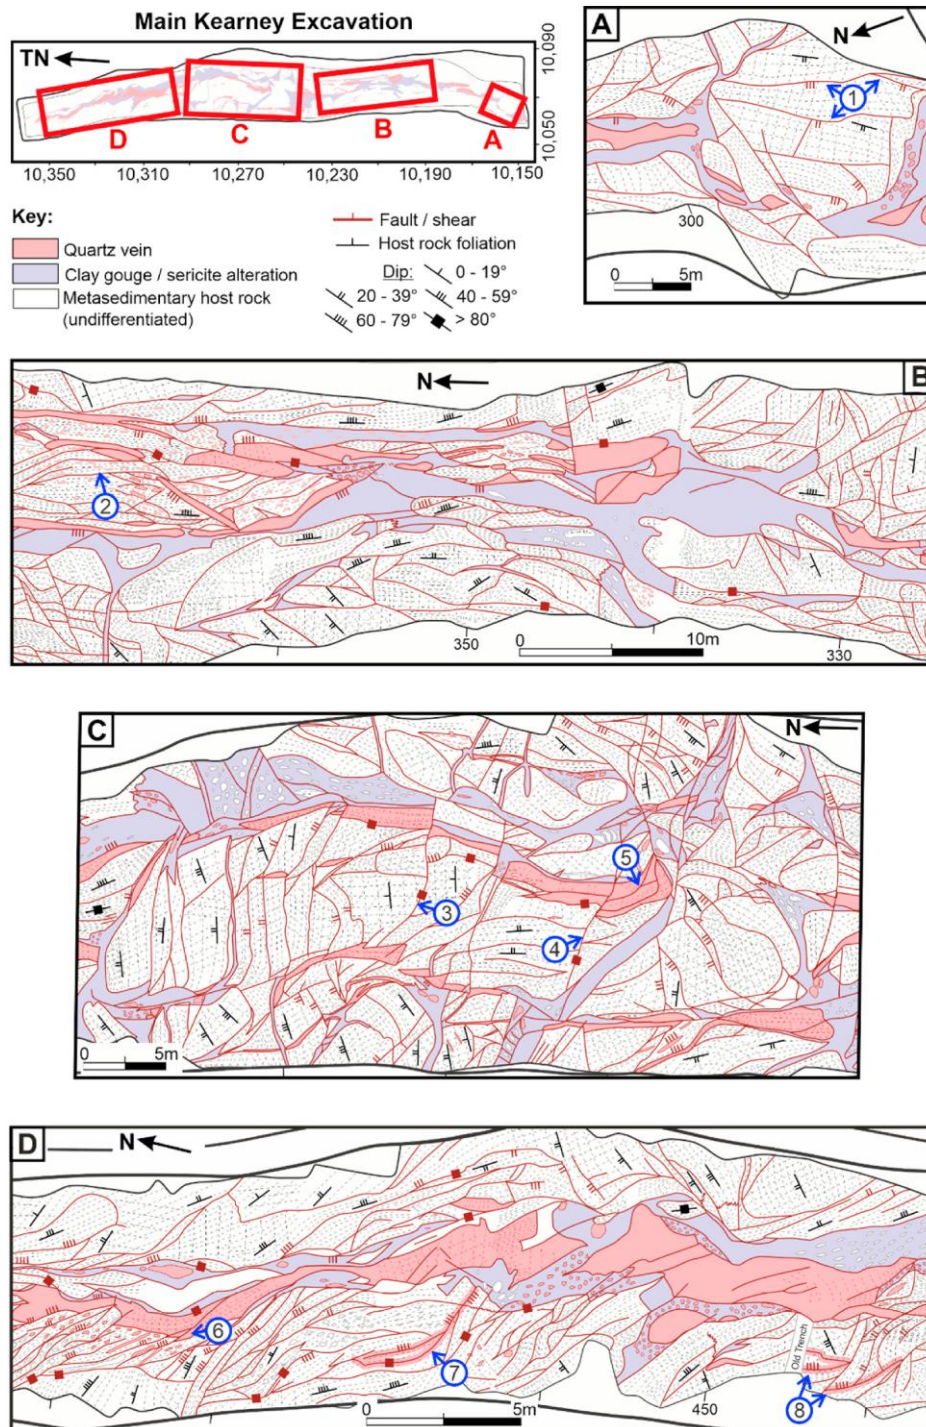 Main Kearney Excavation
TN
10,090
10,050
D
C
B
A
10,350 10,310 10,270 10,230 10,190 10,150
Key:
Quartz vein
Clay gouge / sericite alteration
Metasedimentary host rock
(undifferentiated)
Fault / shear
Host rock foliation
Dip: 0 - 19°
20 - 39° 40 - 59°
60 - 79° > 80°
A
N
1
300
0 5m
B
N
2
350
0 10m
330
C
N
5
3
4
0 5m
D
N
6
7
Old Trench
8
450
0 5m